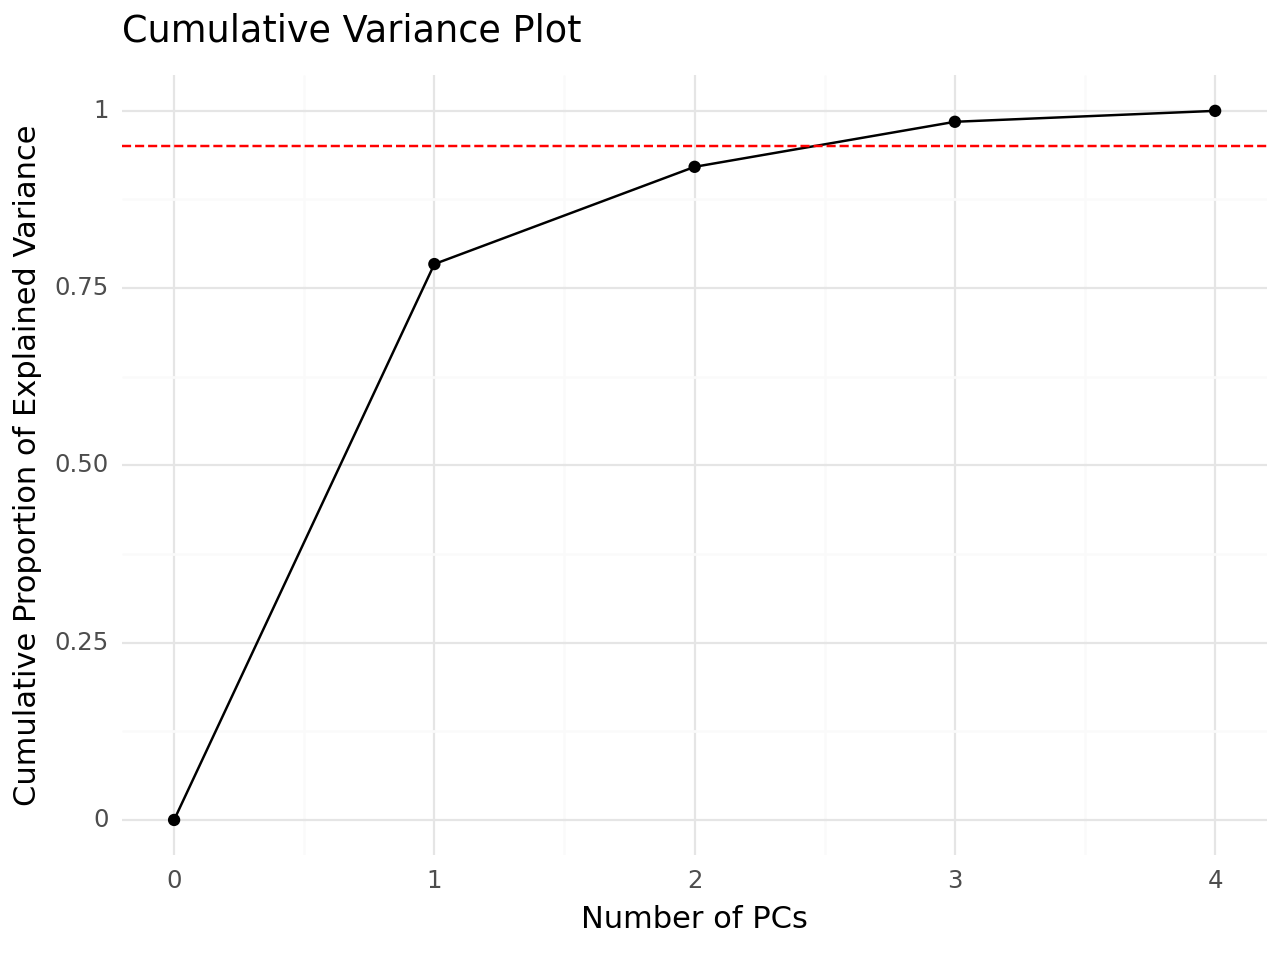 Cumulative Variance Plot
Cumulative Proportion of Explained Variance
1
0.75
0.50
0.25
0
0 1 2 3 4
Number of PCs